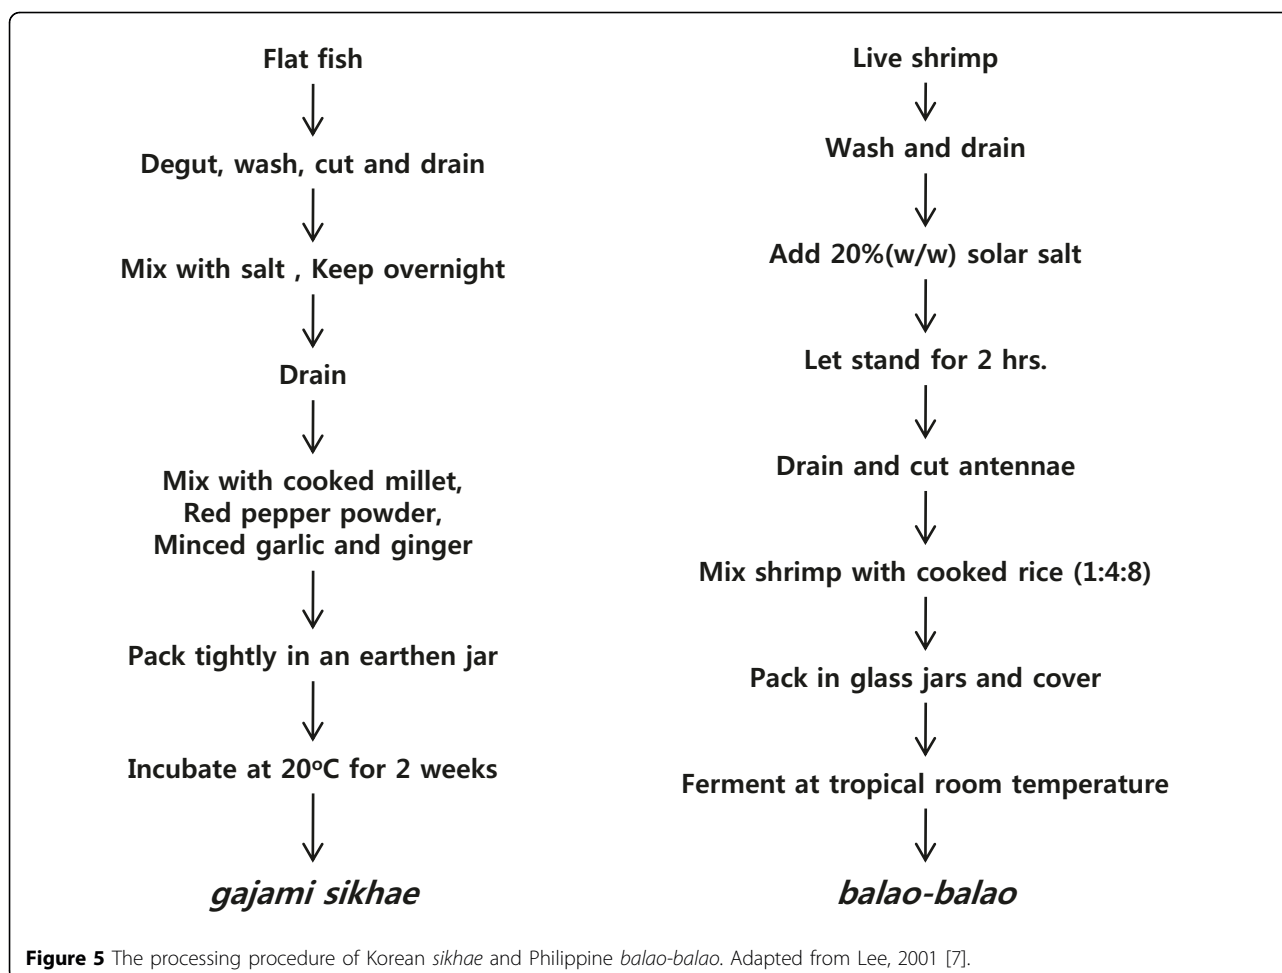 Flat fish
Degut, wash, cut and drain
Mix with salt , Keep overnight
Drain
Mix with cooked millet,
Red pepper powder,
Minced garlic and ginger
Pack tightly in an earthen jar
Incubate at 20ºC for 2 weeks
gajami sikhae
Live shrimp
Wash and drain
Add 20%(w/w) solar salt
Let stand for 2 hrs.
Drain and cut antennae
Mix shrimp with cooked rice (1:4:8)
Pack in glass jars and cover
Ferment at tropical room temperature
balao-balao
Figure 5 The processing procedure of Korean sikhae and Philippine balao-balao. Adapted from Lee, 2001 [7].